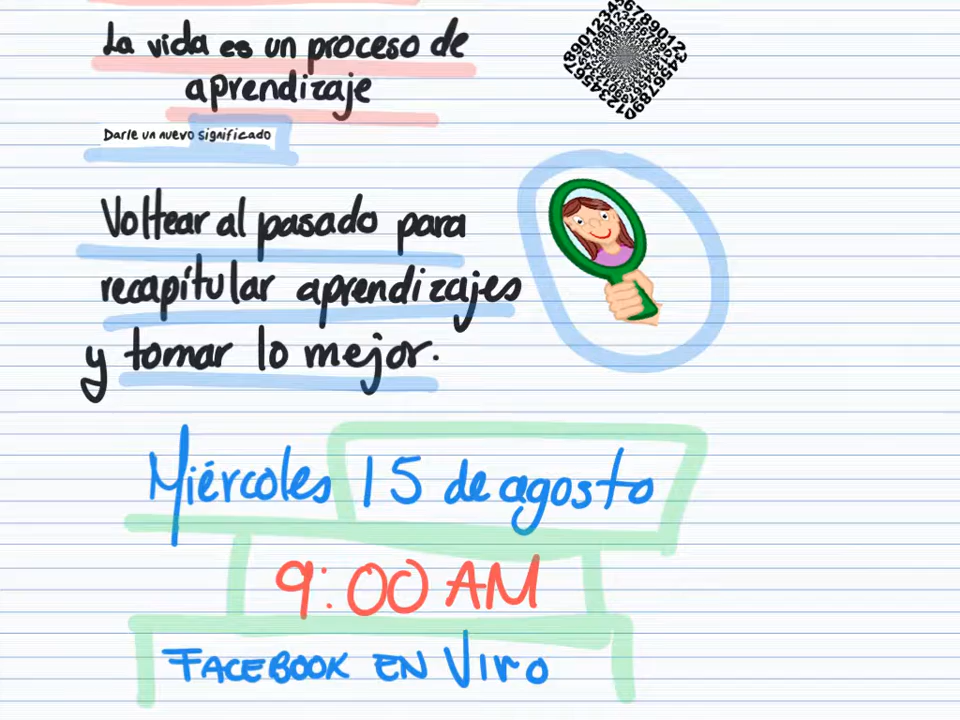 La vida es un proceso de
aprendizaje
Darle un nuevo significado
Voltear al pasado para
recapítular aprendizajes
y tomar lo mejor.
Miércoles 15 de agosto
9:00 AM
FACEBOOK EN VIVO